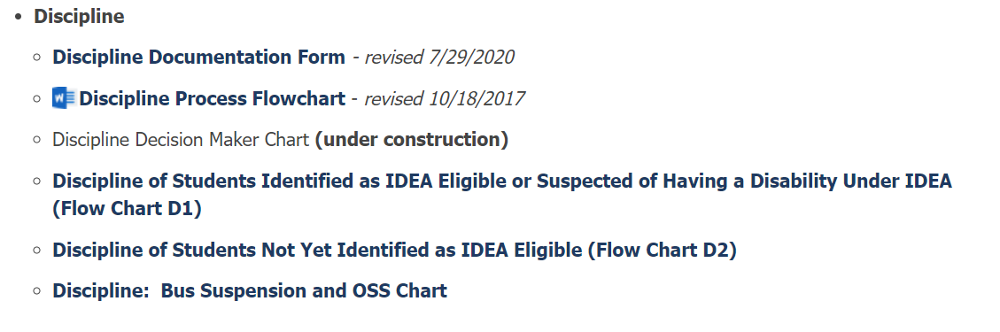 Discipline
Discipline Documentation Form - revised 7/29/2020
Discipline Process Flowchart - revised 10/18/2017
Discipline Decision Maker Chart (under construction)
Discipline of Students Identified as IDEA Eligible or Suspected of Having a Disability Under IDEA
(Flow Chart D1)
Discipline of Students Not Yet Identified as IDEA Eligible (Flow Chart D2)
Discipline:  Bus Suspension and OSS Chart